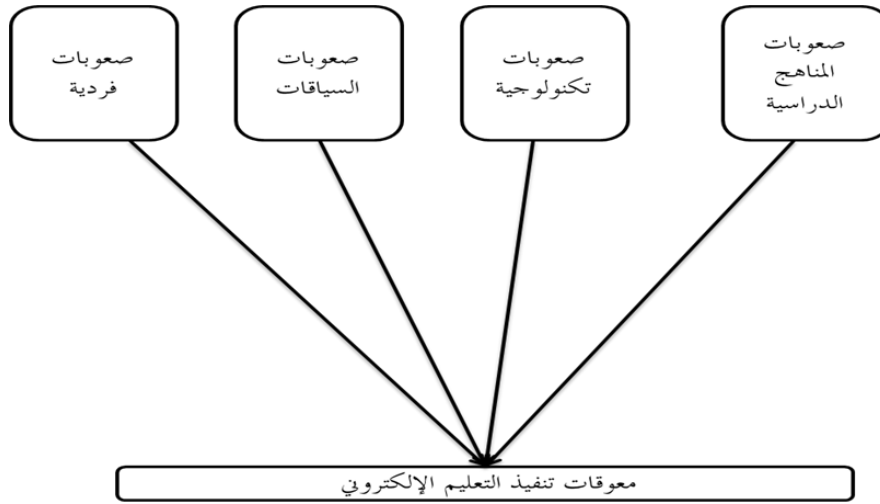 صعوبات
المناهج
الدراسية
صعوبات
تكنولوجية
صعوبات
السياقات
صعوبات
فردية
معوقات تنفيذ التعليم الإلكتروني